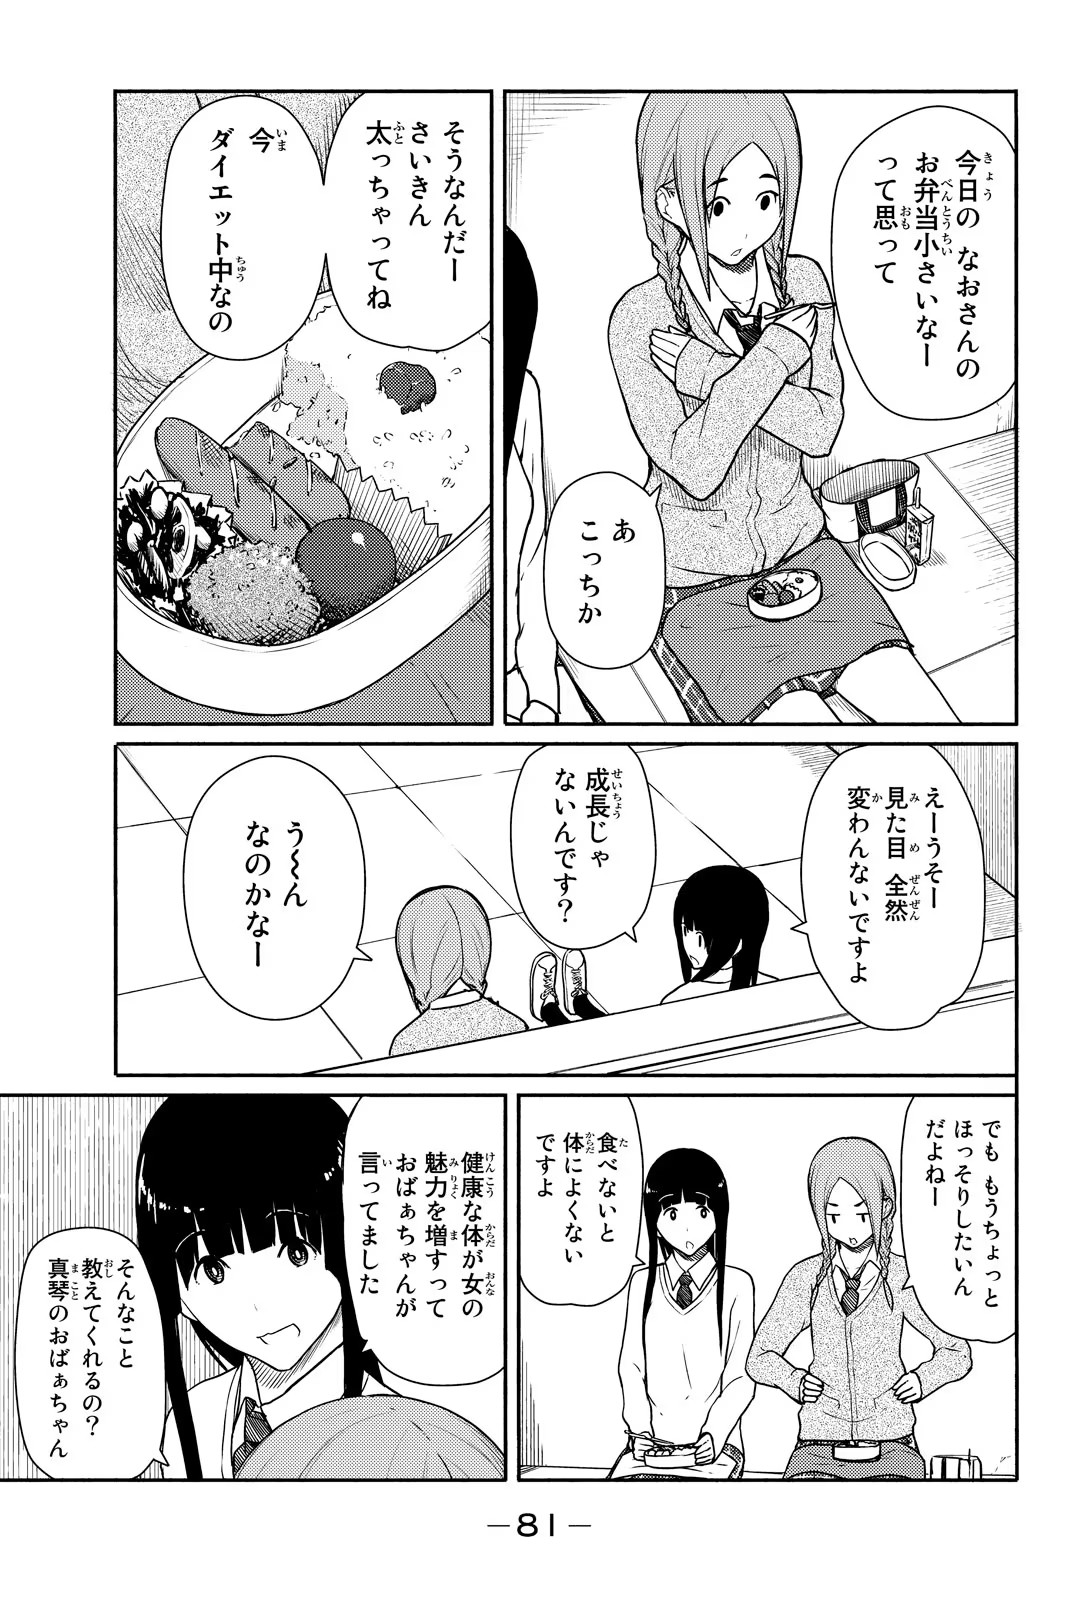 今日の なおさんの
お弁当小さいなー
って思って
あ
こっちか
そうなんだー
さいきん
太っちゃってね
今
ダイエット中なの
えーうそー
見た目 全然
変わんないですよ
成長じゃ
ないんです?
う〜ん
なのかなー
でも もうちょっと
ほっそりしたいん
だよねー
食べないと
体によくない
ですよ
健康な体が女の
魅力を増すって
おばぁちゃんが
言ってました
そんなこと
教えてくれるの?
真琴のおばぁちゃん
—81—